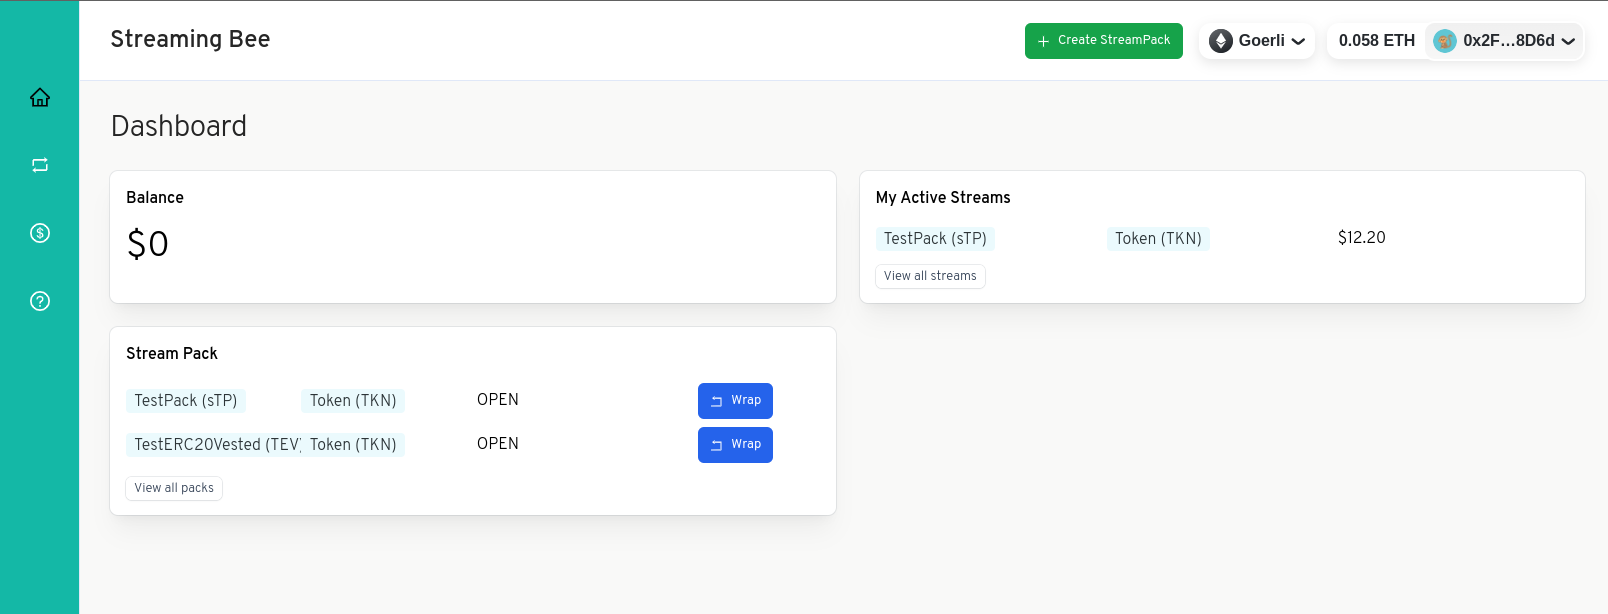 Streaming Bee
Create StreamPack
Goerli
0.058 ETH
0x2F...8D6d
Dashboard
Balance
$0
My Active Streams
TestPack (sTP) Token (TKN) $12.20
View all streams
Stream Pack
TestPack (sTP) Token (TKN) OPEN Wrap
TestERC20Vested (TEV) Token (TKN) OPEN Wrap
View all packs